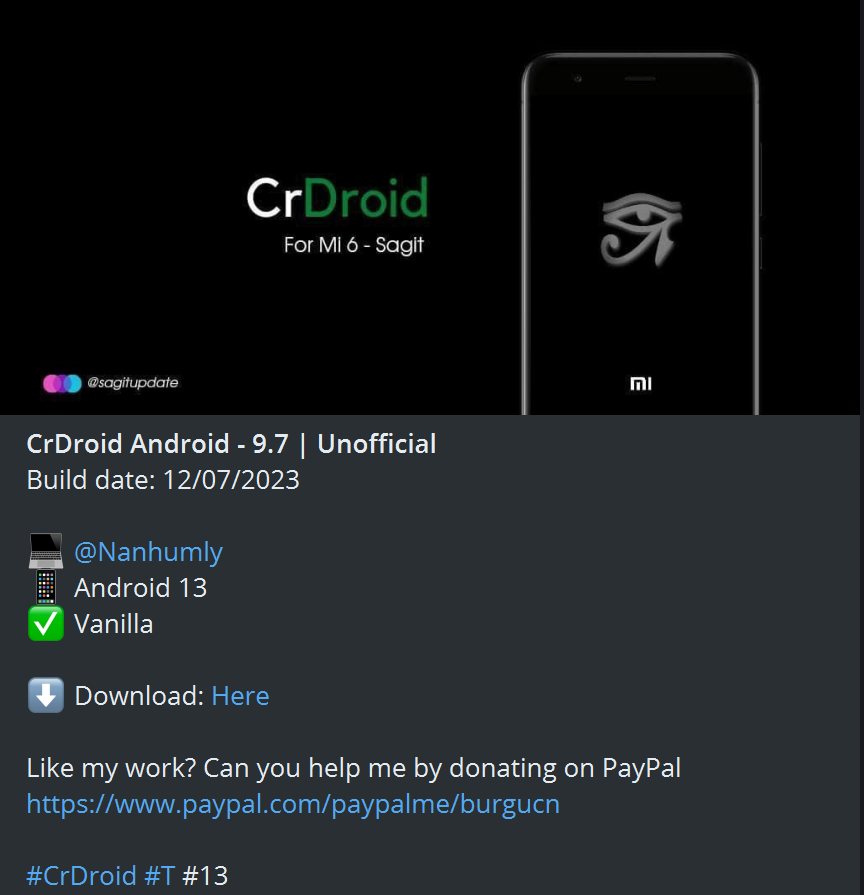 CrDroid
For Mi 6 - Sagit
@sagitupdate
CrDroid Android - 9.7 | Unofficial
Build date: 12/07/2023
@Nanhumly
Android 13
Vanilla
Download: Here
Like my work? Can you help me by donating on PayPal
https://www.paypal.com/paypalme/burgucn
#CrDroid #T #13